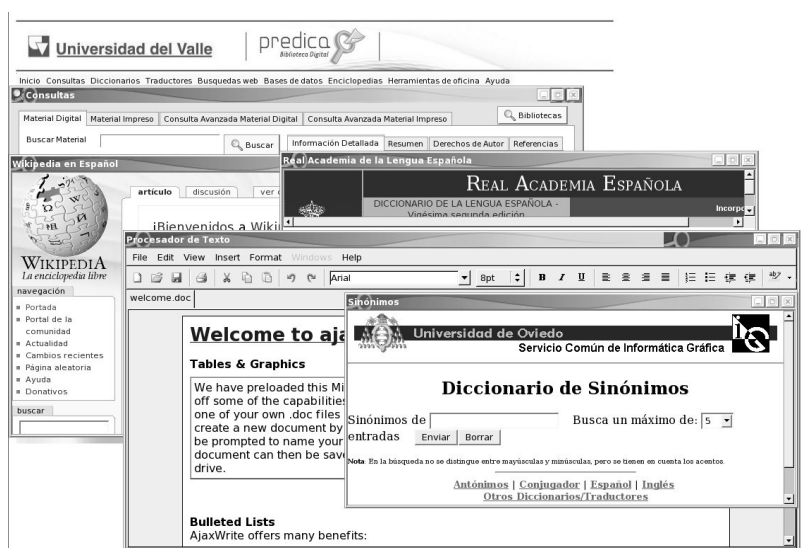 Universidad del Valle
predica
Biblioteca Digital
Inicio Consultas Diccionarios Traductores Busquedas web Bases de datos Enciclopedias Herramientas de oficina Ayuda
Consultas
Material Digital Material Impreso Consulta Avanzada Material Digital Consulta Avanzada Material Impreso Bibliotecas
Buscar Material Buscar Información Detallada Resumen Derechos de Autor Referencias
Wikipedia en Español
Real Academia de la Lengua Española
artículo discusión ver
REAL ACADEMIA ESPAÑOLA
DICCIONARIO DE LA LENGUA ESPAÑOLA -
Vigésima segunda edición
Incorpo
¡Bienvenidos a Wiki
WIKIPEDIA
La enciclopedia libre
navegación
Portada
Portal de la
comunidad
Actualidad
Cambios recientes
Página aleatoria
Ayuda
Donativos
buscar
Procesador de Texto
File Edit View Insert Format Windows Help
Arial 8pt B I U
welcome.doc
Welcome to aja
Tables & Graphics
We have preloaded this Mi
off some of the capabilities
one of your own .doc files
create a new document by
be prompted to name your
document can then be save
drive.
Bulleted Lists
AjaxWrite offers many benefits:
Sinónimos
Universidad de Oviedo
Servicio Común de Informática Gráfica
Diccionario de Sinónimos
Sinónimos de Busca un máximo de: 5
entradas Enviar Borrar
Nota: En la búsqueda no se distingue entre mayúsculas y minúsculas, pero se tienen en cuenta los acentos.
Antónimos | Conjugador | Español | Inglés
Otros Diccionarios/Traductores